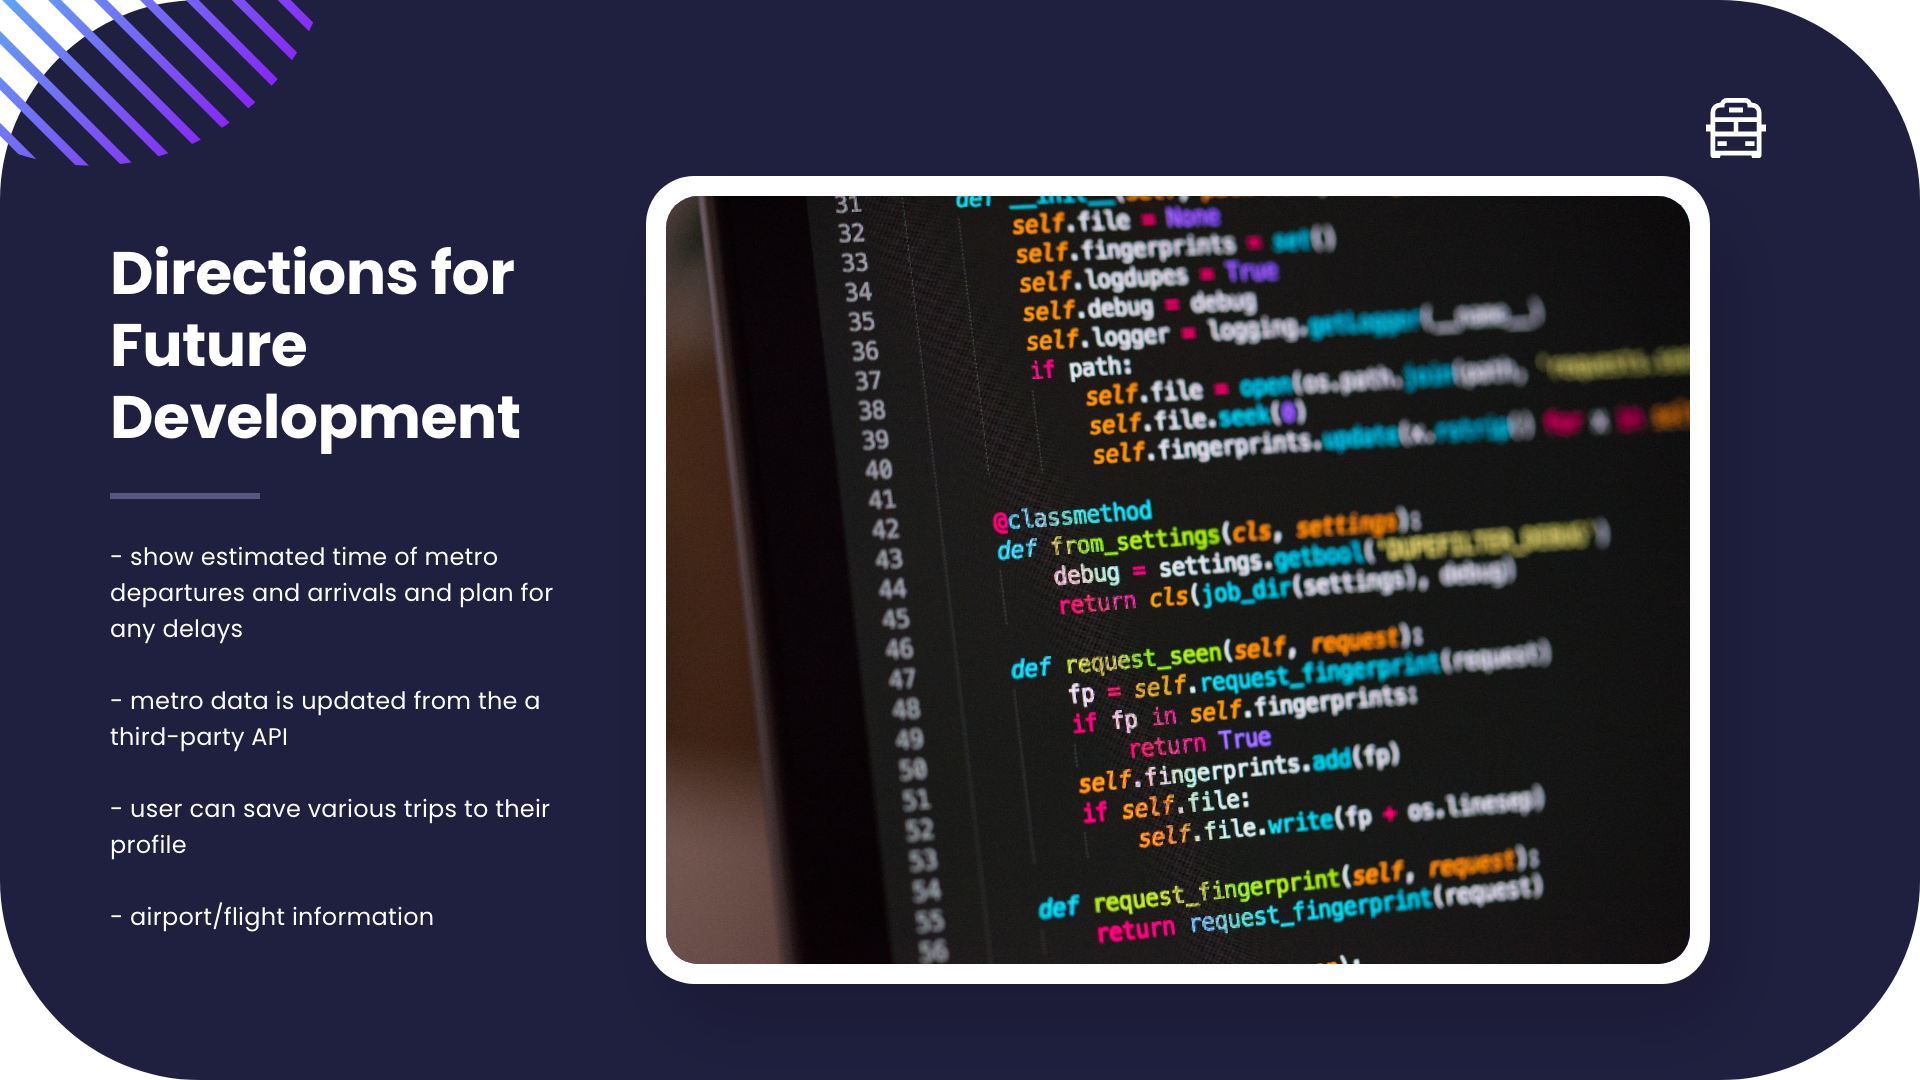 Directions for
Future
Development
- show estimated time of metro
departures and arrivals and plan for
any delays
- metro data is updated from the a
third-party API
- user can save various trips to their
profile
- airport/flight information
31 def __init__(self,
32 self.file = None
33 self.fingerprints = set()
34 self.logdupes = True
35 self.debug = debug
36 self.logger = logging.getLogger(__name__)
37 if path:
38 self.file = open(os.path.join(path,
39 self.file.seek(0)
40 self.fingerprints.update(x.rstrip() for x in
41
42 @classmethod
43 def from_settings(cls, settings):
44 debug = settings.getbool('DUPEFILTER_DEBUG')
45 return cls(job_dir(settings), debug)
46
47 def request_seen(self, request):
48 fp = self.request_fingerprint(request)
49 if fp in self.fingerprints:
50 return True
51 self.fingerprints.add(fp)
52 if self.file:
53 self.file.write(fp + os.linesep)
54
55 def request_fingerprint(self, request):
56 return request_fingerprint(request)